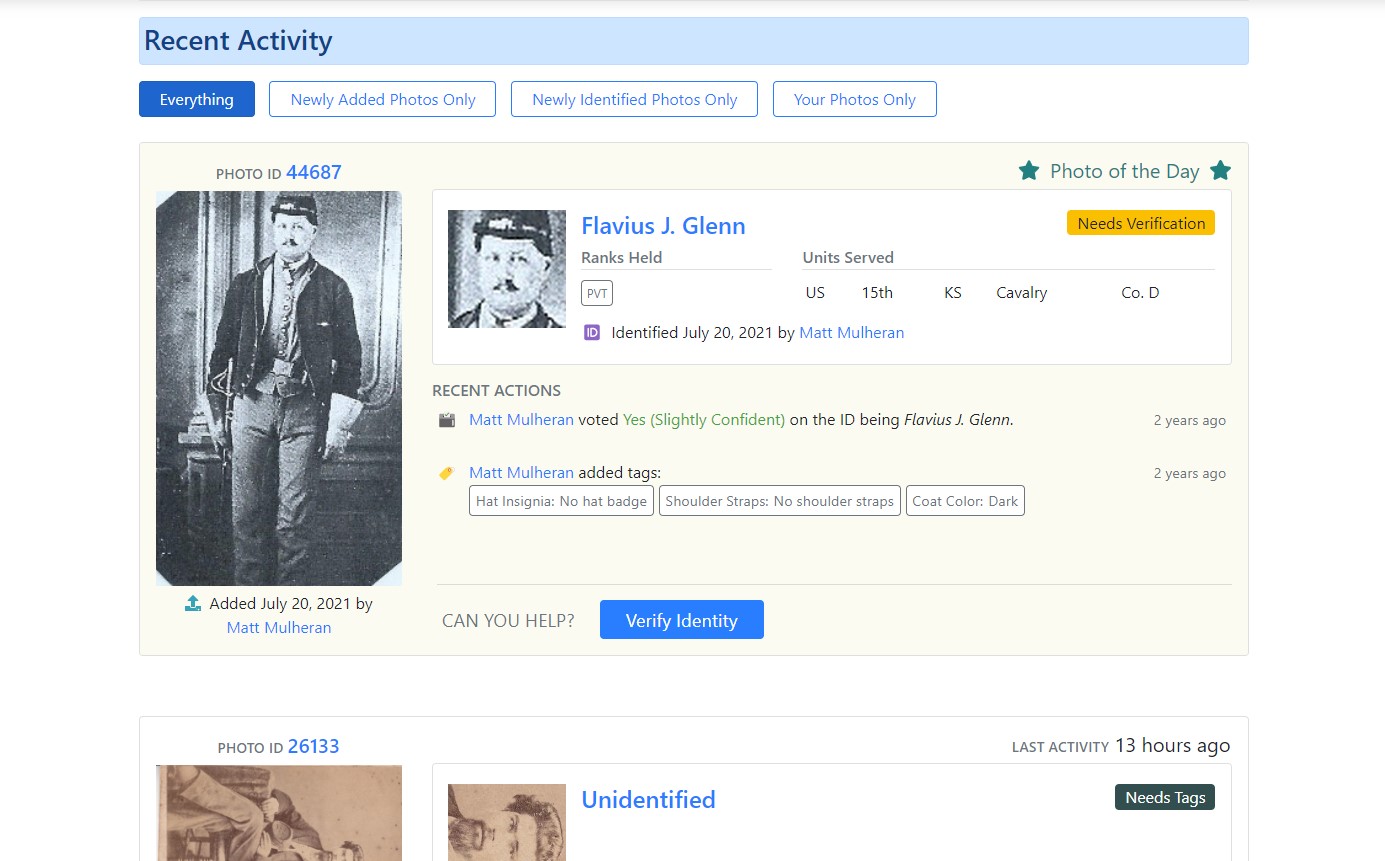 Recent Activity
Everything
Newly Added Photos Only
Newly Identified Photos Only
Your Photos Only
PHOTO ID 44687
Photo of the Day
Flavius J. Glenn
Needs Verification
Ranks Held
Units Served
PVT
US 15th KS Cavalry Co. D
ID Identified July 20, 2021 by Matt Mulheran
RECENT ACTIONS
Matt Mulheran voted Yes (Slightly Confident) on the ID being Flavius J. Glenn.
2 years ago
Matt Mulheran added tags:
2 years ago
Hat Insignia: No hat badge
Shoulder Straps: No shoulder straps
Coat Color: Dark
Added July 20, 2021 by
Matt Mulheran
CAN YOU HELP?
Verify Identity
PHOTO ID 26133
LAST ACTIVITY 13 hours ago
Unidentified
Needs Tags